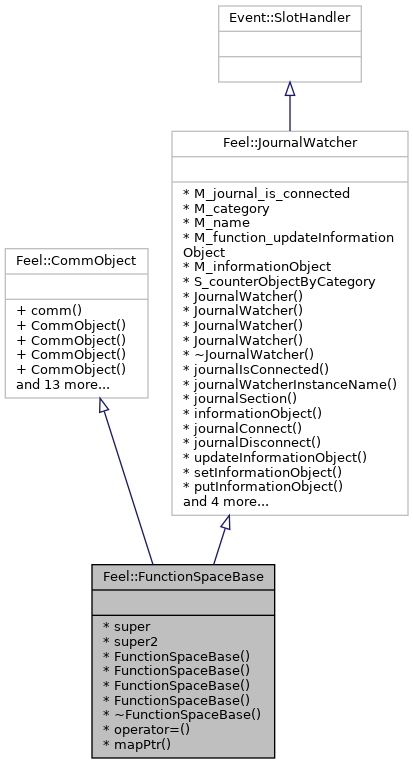 Event::SlotHandler
Feel::JournalWatcher
* M_journal_is_connected
* M_category
* M_name
* M_function_updateInformation
Object
* M_informationObject
* S_counterObjectByCategory
* JournalWatcher()
* JournalWatcher()
* JournalWatcher()
* JournalWatcher()
* ~JournalWatcher()
* journalIsConnected()
* journalWatcherInstanceName()
* journalSection()
* informationObject()
* journalConnect()
* journalDisconnect()
* updateInformationObject()
* setInformationObject()
* putInformationObject()
and 4 more...
Feel::CommObject
+ comm()
+ CommObject()
+ CommObject()
+ CommObject()
+ CommObject()
and 13 more...
Feel::FunctionSpaceBase
* super
* super2
* FunctionSpaceBase()
* FunctionSpaceBase()
* FunctionSpaceBase()
* FunctionSpaceBase()
* ~FunctionSpaceBase()
* operator=()
* mapPtr()